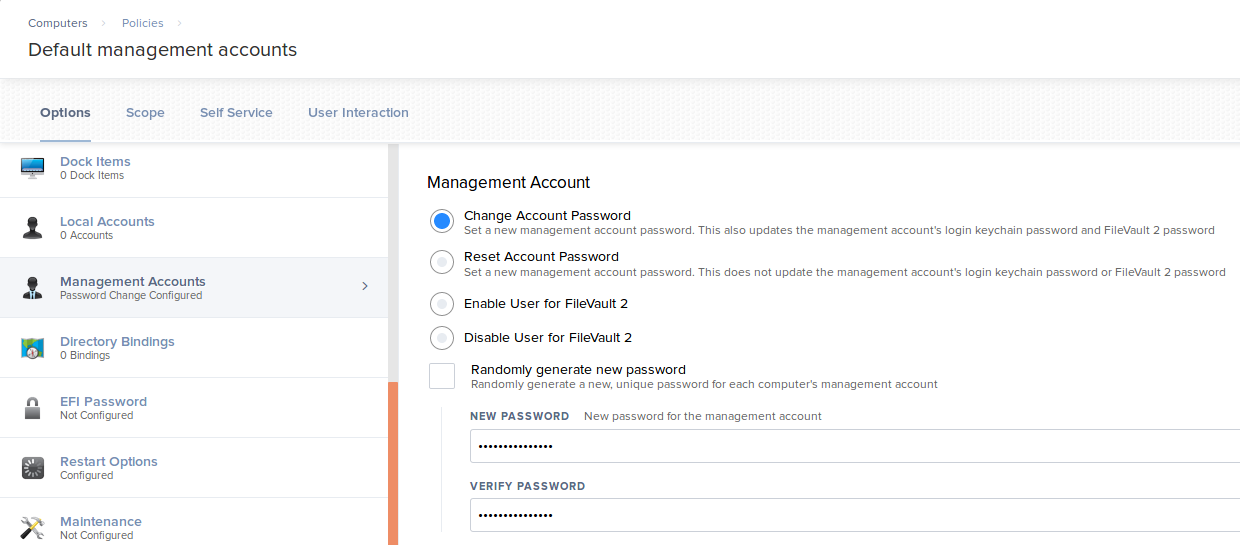 Computers
Policies
Default management accounts
Options
Scope
Self Service
User Interaction
Dock Items
0 Dock Items
Local Accounts
0 Accounts
Management Accounts
Password Change Configured
Directory Bindings
0 Bindings
EFI Password
Not Configured
Restart Options
Configured
Maintenance
Not Configured
Management Account
Change Account Password
Set a new management account password. This also updates the management account's login keychain password and FileVault 2 password
Reset Account Password
Set a new management account password. This does not update the management account's login keychain password or FileVault 2 password
Enable User for FileVault 2
Disable User for FileVault 2
Randomly generate new password
Randomly generate a new, unique password for each computer's management account
NEW PASSWORD New password for the management account
•••••••••••••••
VERIFY PASSWORD
•••••••••••••••